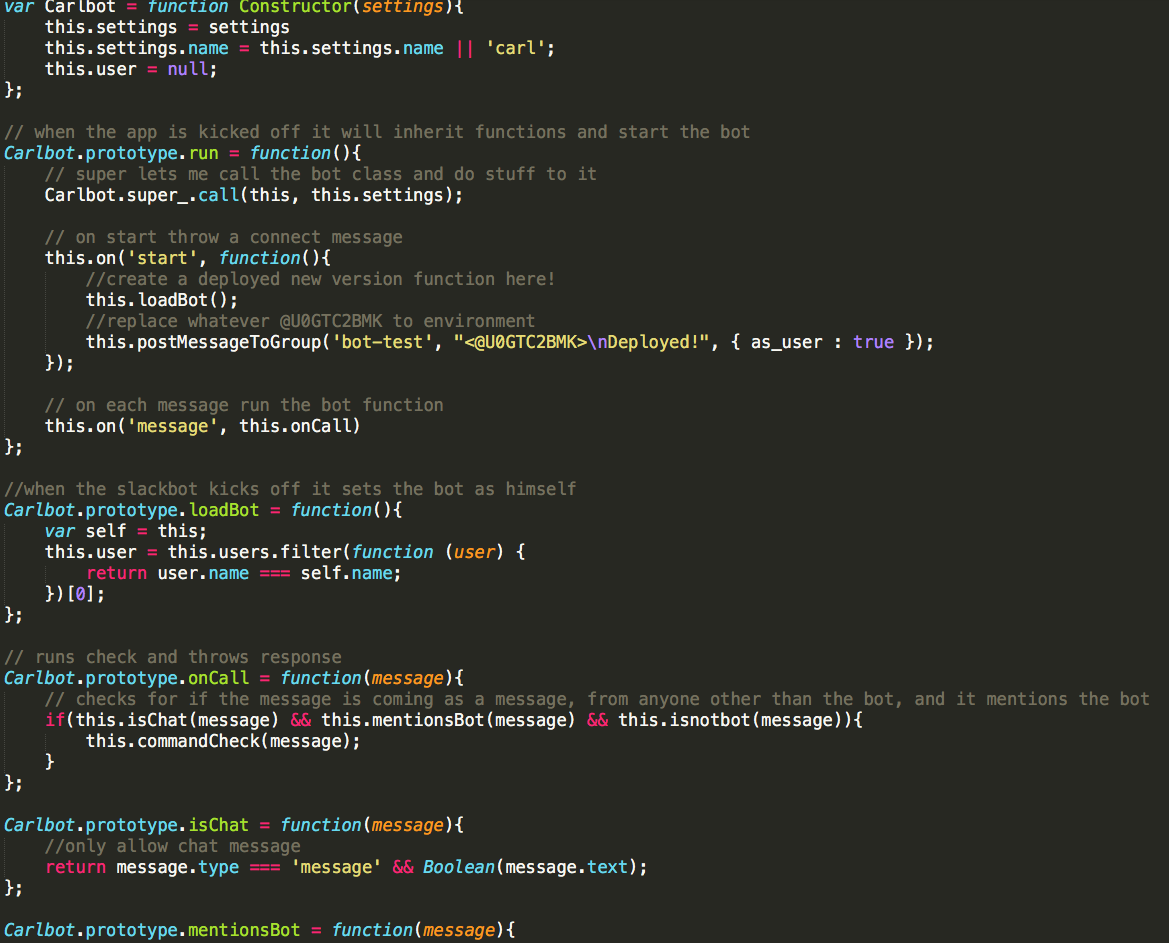 var Carlbot = function Constructor(settings){
    this.settings = settings
    this.settings.name = this.settings.name || 'carl';
    this.user = null;
};

// when the app is kicked off it will inherit functions and start the bot
Carlbot.prototype.run = function(){
    // super lets me call the bot class and do stuff to it
    Carlbot.super_.call(this, this.settings);

    // on start throw a connect message
    this.on('start', function(){
        //create a deployed new version function here!
        this.loadBot();
        //replace whatever @U0GTC2BMK to environment
        this.postMessageToGroup('bot-test', "<@U0GTC2BMK>\nDeployed!", { as_user : true });
    });

    // on each message run the bot function
    this.on('message', this.onCall)
};

//when the slackbot kicks off it sets the bot as himself
Carlbot.prototype.loadBot = function(){
    var self = this;
    this.user = this.users.filter(function (user) {
        return user.name === self.name;
    })[0];
};

// runs check and throws response
Carlbot.prototype.onCall = function(message){
    // checks for if the message is coming as a message, from anyone other than the bot, and it mentions the bot
    if(this.isChat(message) && this.mentionsBot(message) && this.isnotbot(message)){
        this.commandCheck(message);
    }
};

Carlbot.prototype.isChat = function(message){
    //only allow chat message
    return message.type === 'message' && Boolean(message.text);
};

Carlbot.prototype.mentionsBot = function(message){